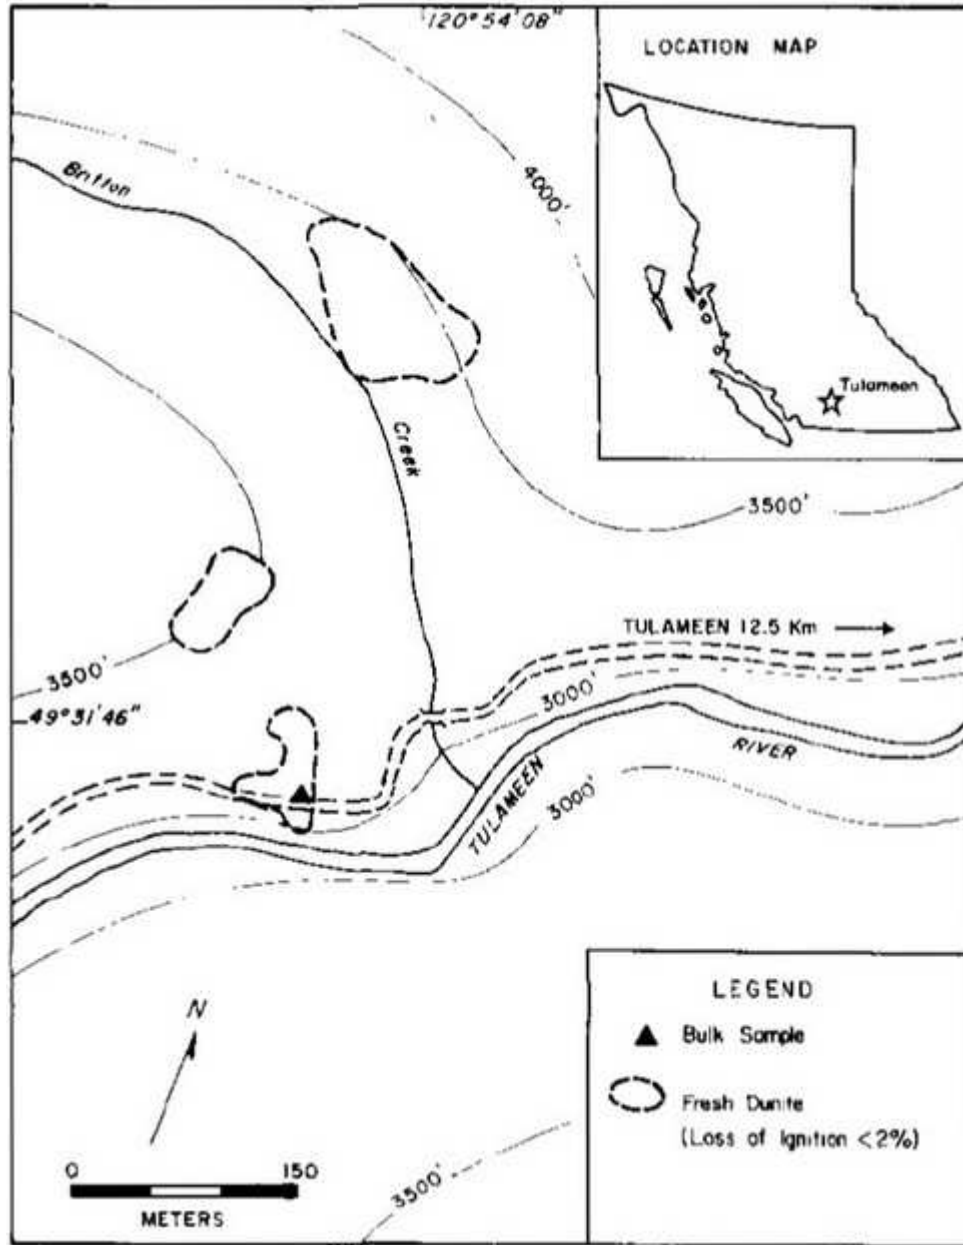 120°54'08"
LOCATION MAP
Britton
4000'
Tulameen
Creek
3500'
TULAMEEN 12.5 Km
3500'
3000'
49°31'46"
RIVER
TULAMEEN
3000'
LEGEND
N
Bulk Sample
Fresh Dunite
(Loss of Ignition <2%)
0 150
3500'
METERS